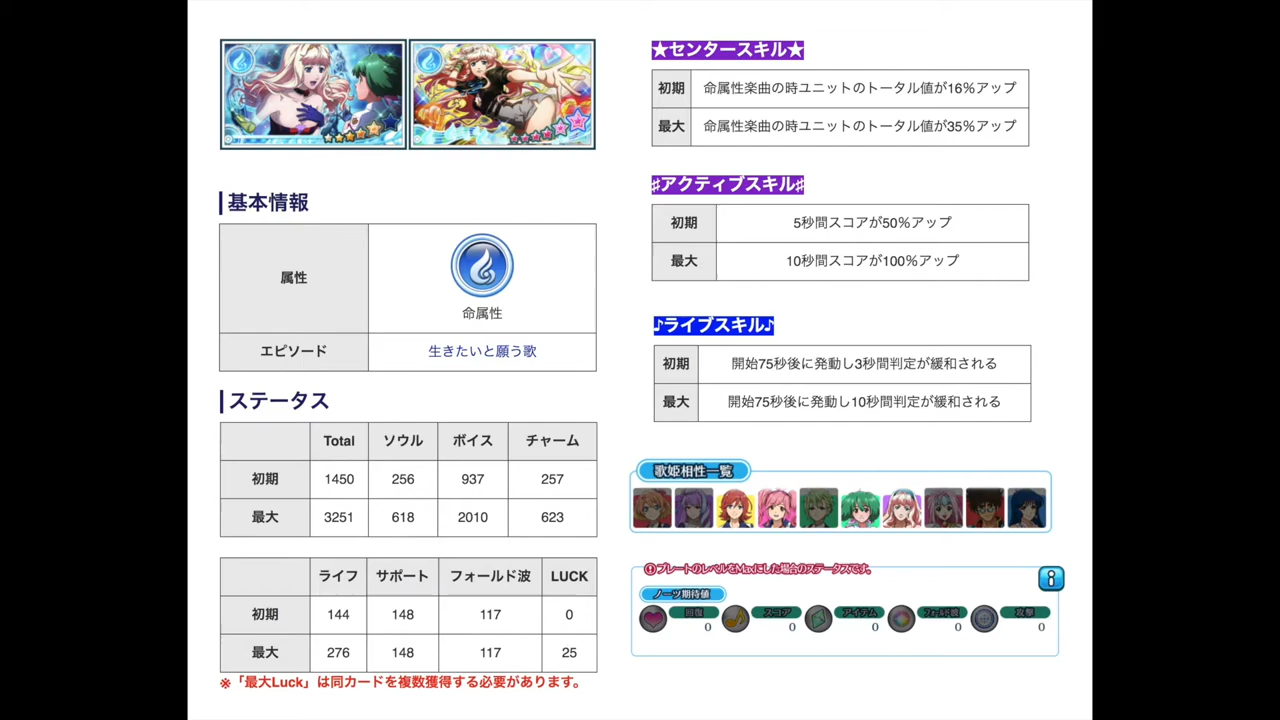 基本情報
属性
命属性
エピソード 生きたいと願う歌
ステータス
Total ソウル ボイス チャーム
初期 1450 256 937 257
最大 3251 618 2010 623
ライフ サポート フォールド波 LUCK
初期 144 148 117 0
最大 276 148 117 25
※「最大Luck」は同カードを複数獲得する必要があります。
★センタースキル★
初期 命属性楽曲の時ユニットのトータル値が16%アップ
最大 命属性楽曲の時ユニットのトータル値が35%アップ
♯アクティブスキル♯
初期 5秒間スコアが50%アップ
最大 10秒間スコアが100%アップ
♪ライブスキル♪
初期 開始75秒後に発動し3秒間判定が緩和される
最大 開始75秒後に発動し10秒間判定が緩和される
歌姫相性一覧
プレートのレベルをMaxにした場合のステータスです。
ノーツ期待値
回復 スコア アイテム フォールド波 攻撃
0 0 0 0 0